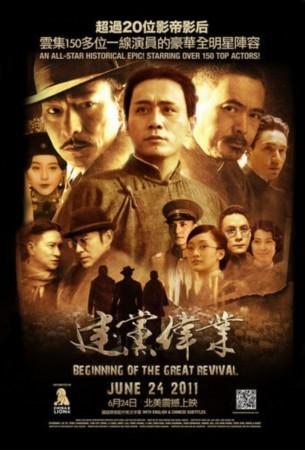 超過20位影帝影后
雲集150多位一線演員的豪華全明星陣容
AN ALL-STAR HISTORICAL EPIC! STARRING OVER 150 TOP ACTORS!
建黨偉業
BEGINNING OF THE GREAT REVIVAL
JUNE 24 2011
6月24日 北美震撼上映
WITH ENGLISH & CHINESE SUBTITLES
CHINA LION